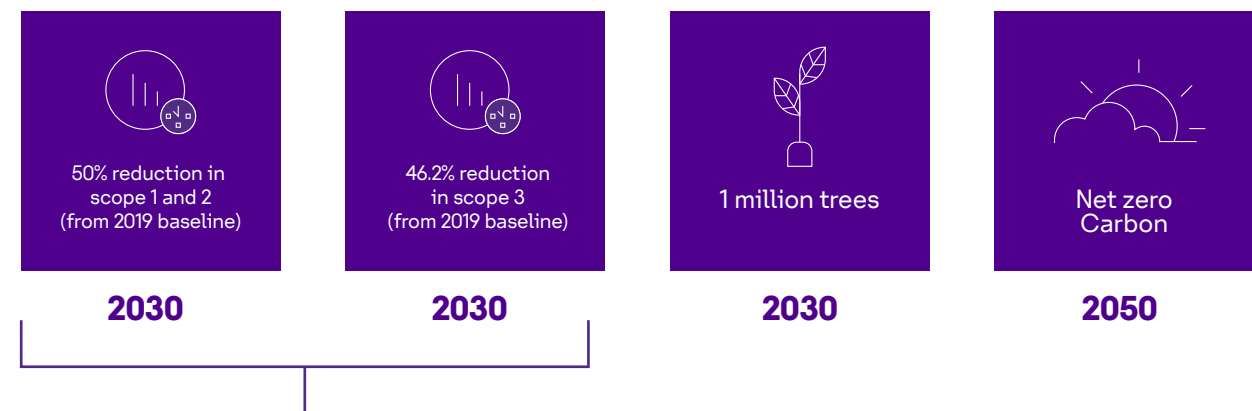 50% reduction in
scope 1 and 2
(from 2019 baseline)
46.2% reduction
in scope 3
(from 2019 baseline)
1 million trees
Net zero
Carbon
2030
2030
2030
2050